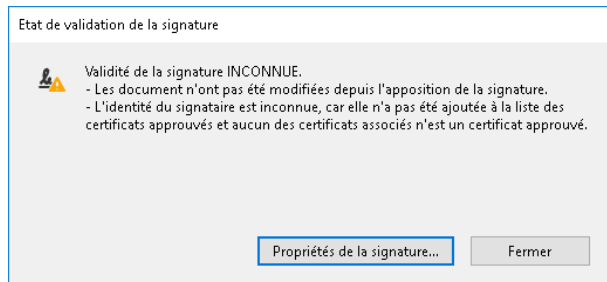 Etat de validation de la signature
Validité de la signature INCONNUE.
- Les document n'ont pas été modifiées depuis l'apposition de la signature.
- L'identité du signataire est inconnue, car elle n'a pas été ajoutée à la liste des
certificats approuvés et aucun des certificats associés n'est un certificat approuvé.
Propriétés de la signature...
Fermer